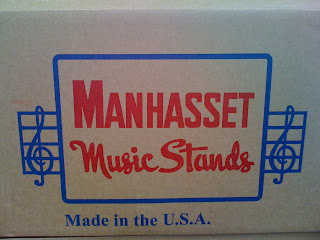 MANHASSET
Music Stands
Made in the U.S.A.